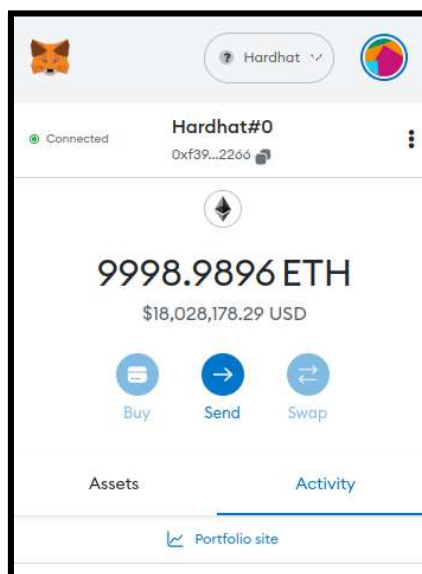 Hardhat
Connected
Hardhat#0
0xf39...2266
9998.9896 ETH
$18,028,178.29 USD
Buy
Send
Swap
Assets
Activity
Portfolio site